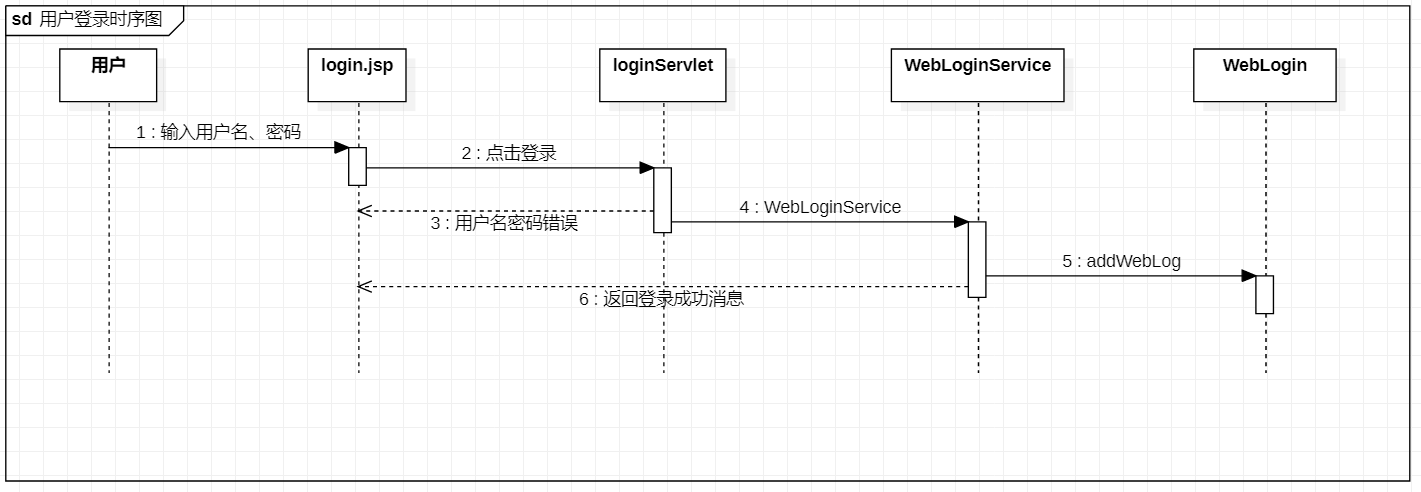 sd 用户登录时序图
用户
login.jsp
loginServlet
WebLoginService
WebLogin
1 : 输入用户名、密码
2 : 点击登录
3 : 用户名密码错误
4 : WebLoginService
5 : addWebLog
6 : 返回登录成功消息